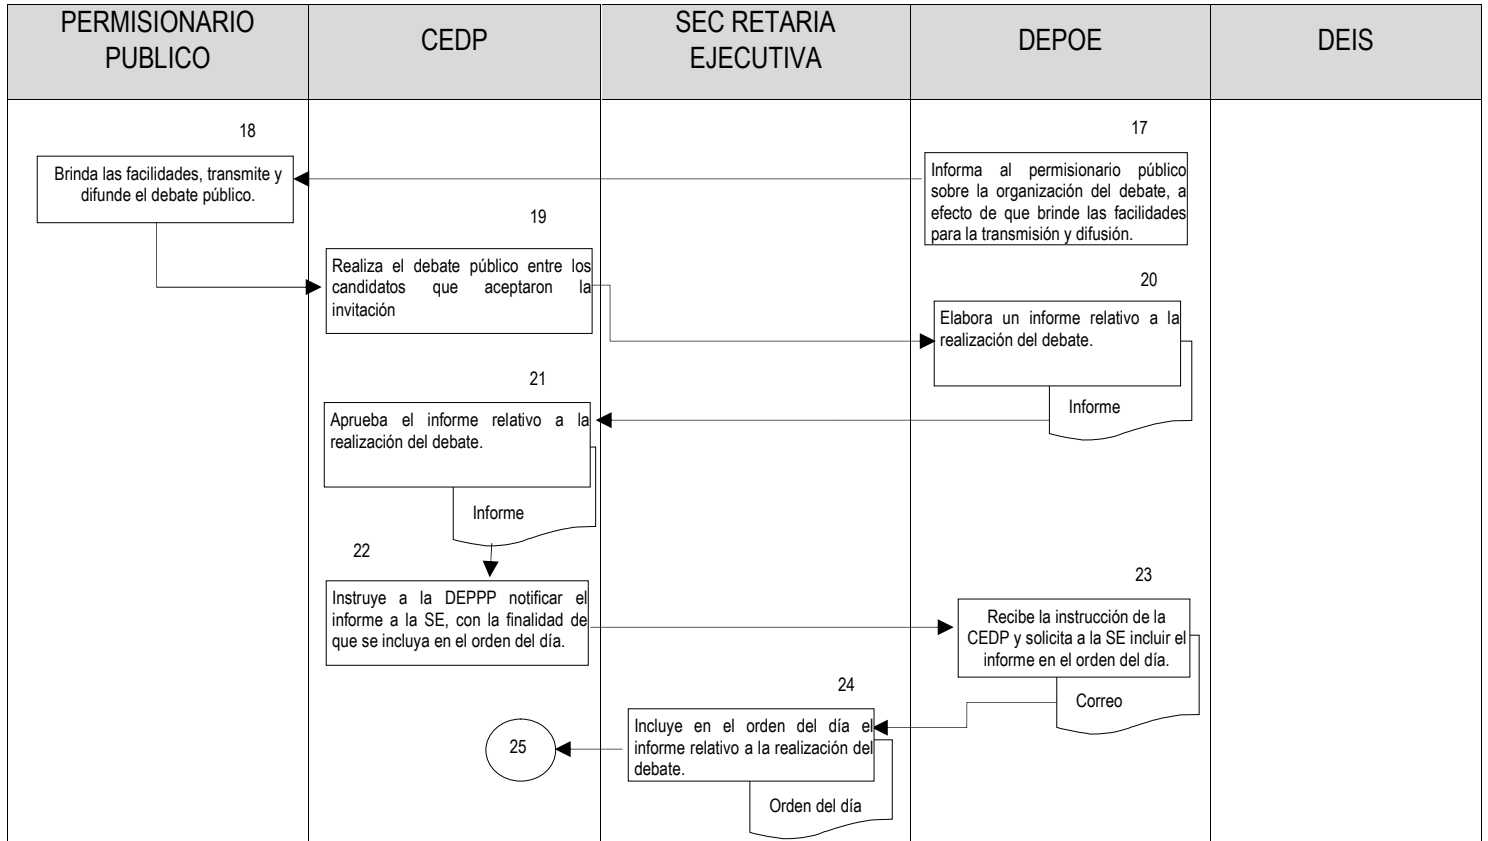 PERMISIONARIO
PUBLICO
CEDP
SEC RETARIA
EJECUTIVA
DEPOE
DEIS
17
Informa al permisionario público
sobre la organización del debate, a
efecto de que brinde las facilidades
para la transmisión y difusión.
18
Brinda las facilidades, transmite y
difunde el debate público.
19
Realiza el debate público entre los
candidatos que aceptaron la
invitación
20
Elabora un informe relativo a la
realización del debate.
Informe
21
Aprueba el informe relativo a la
realización del debate.
Informe
22
Instruye a la DEPPP notificar el
informe a la SE, con la finalidad de
que se incluya en el orden del día.
23
Recibe la instrucción de la
CEDP y solicita a la SE incluir el
informe en el orden del día.
Correo
24
Incluye en el orden del día el
informe relativo a la realización del
debate.
Orden del día
25